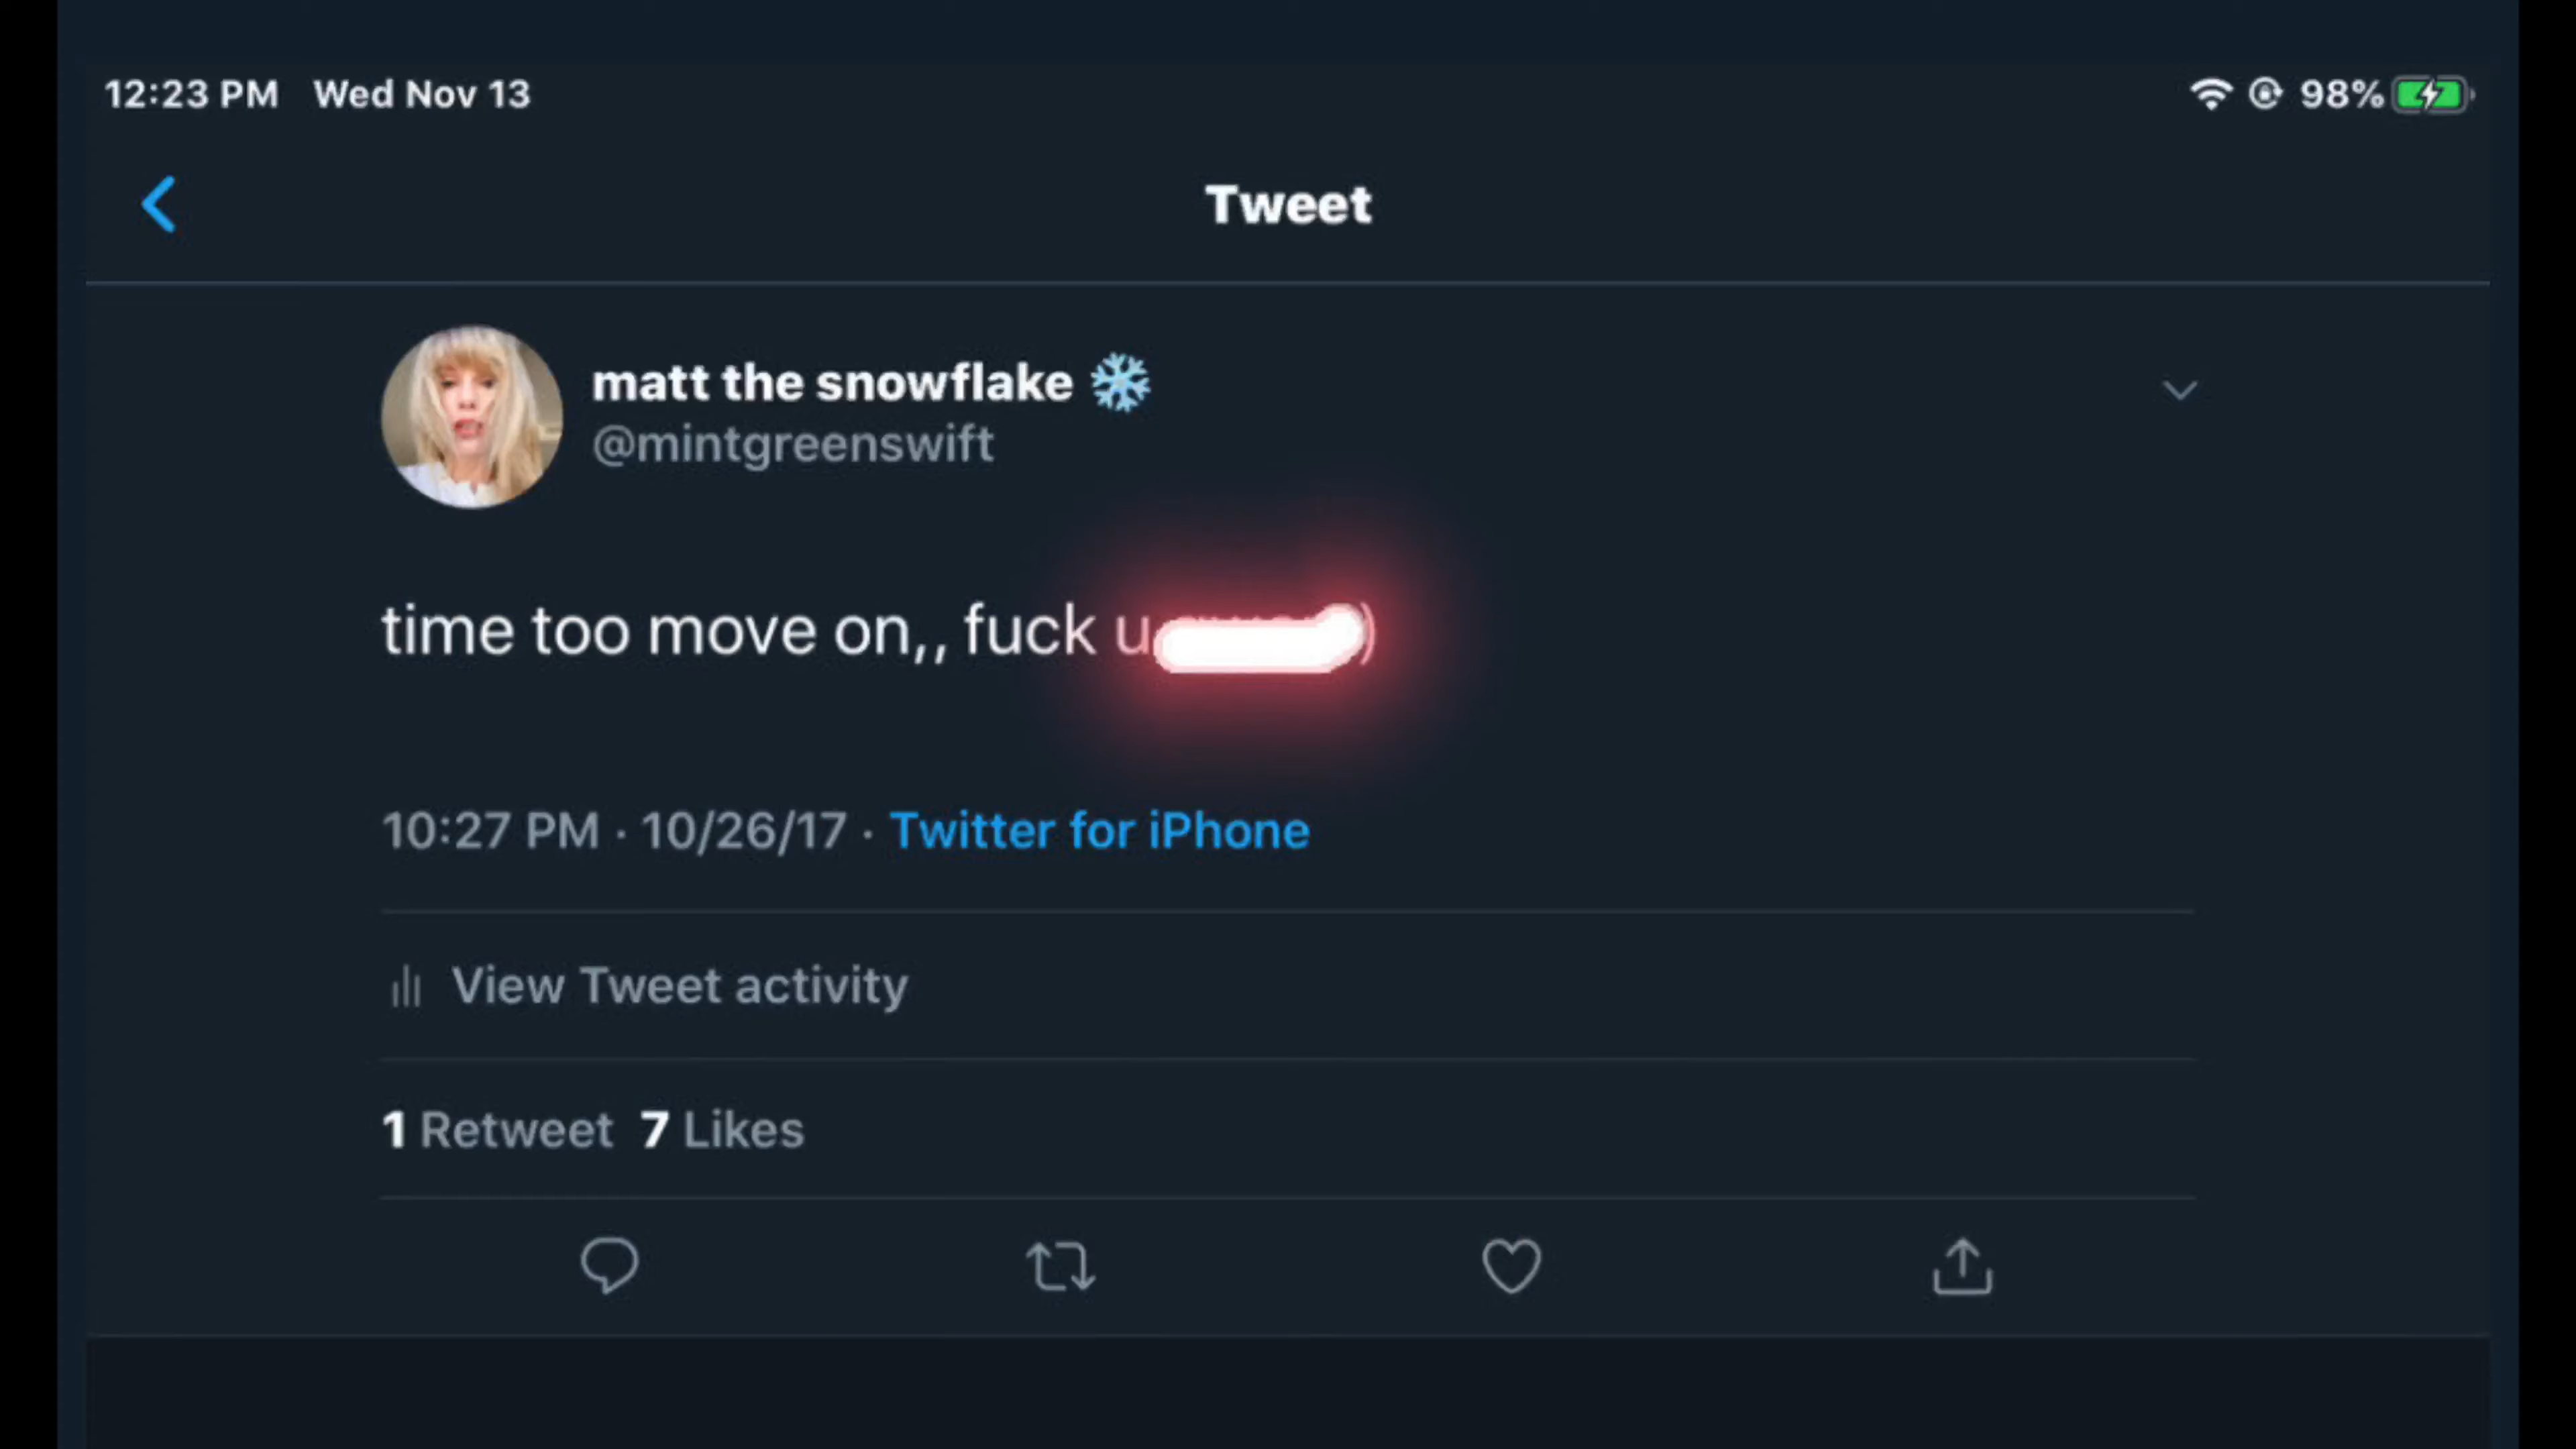 12:23 PM Wed Nov 13 98%
Tweet
matt the snowflake ❄️
@mintgreenswift
time too move on,, fuck u )
10:27 PM · 10/26/17 · Twitter for iPhone
View Tweet activity
1 Retweet 7 Likes